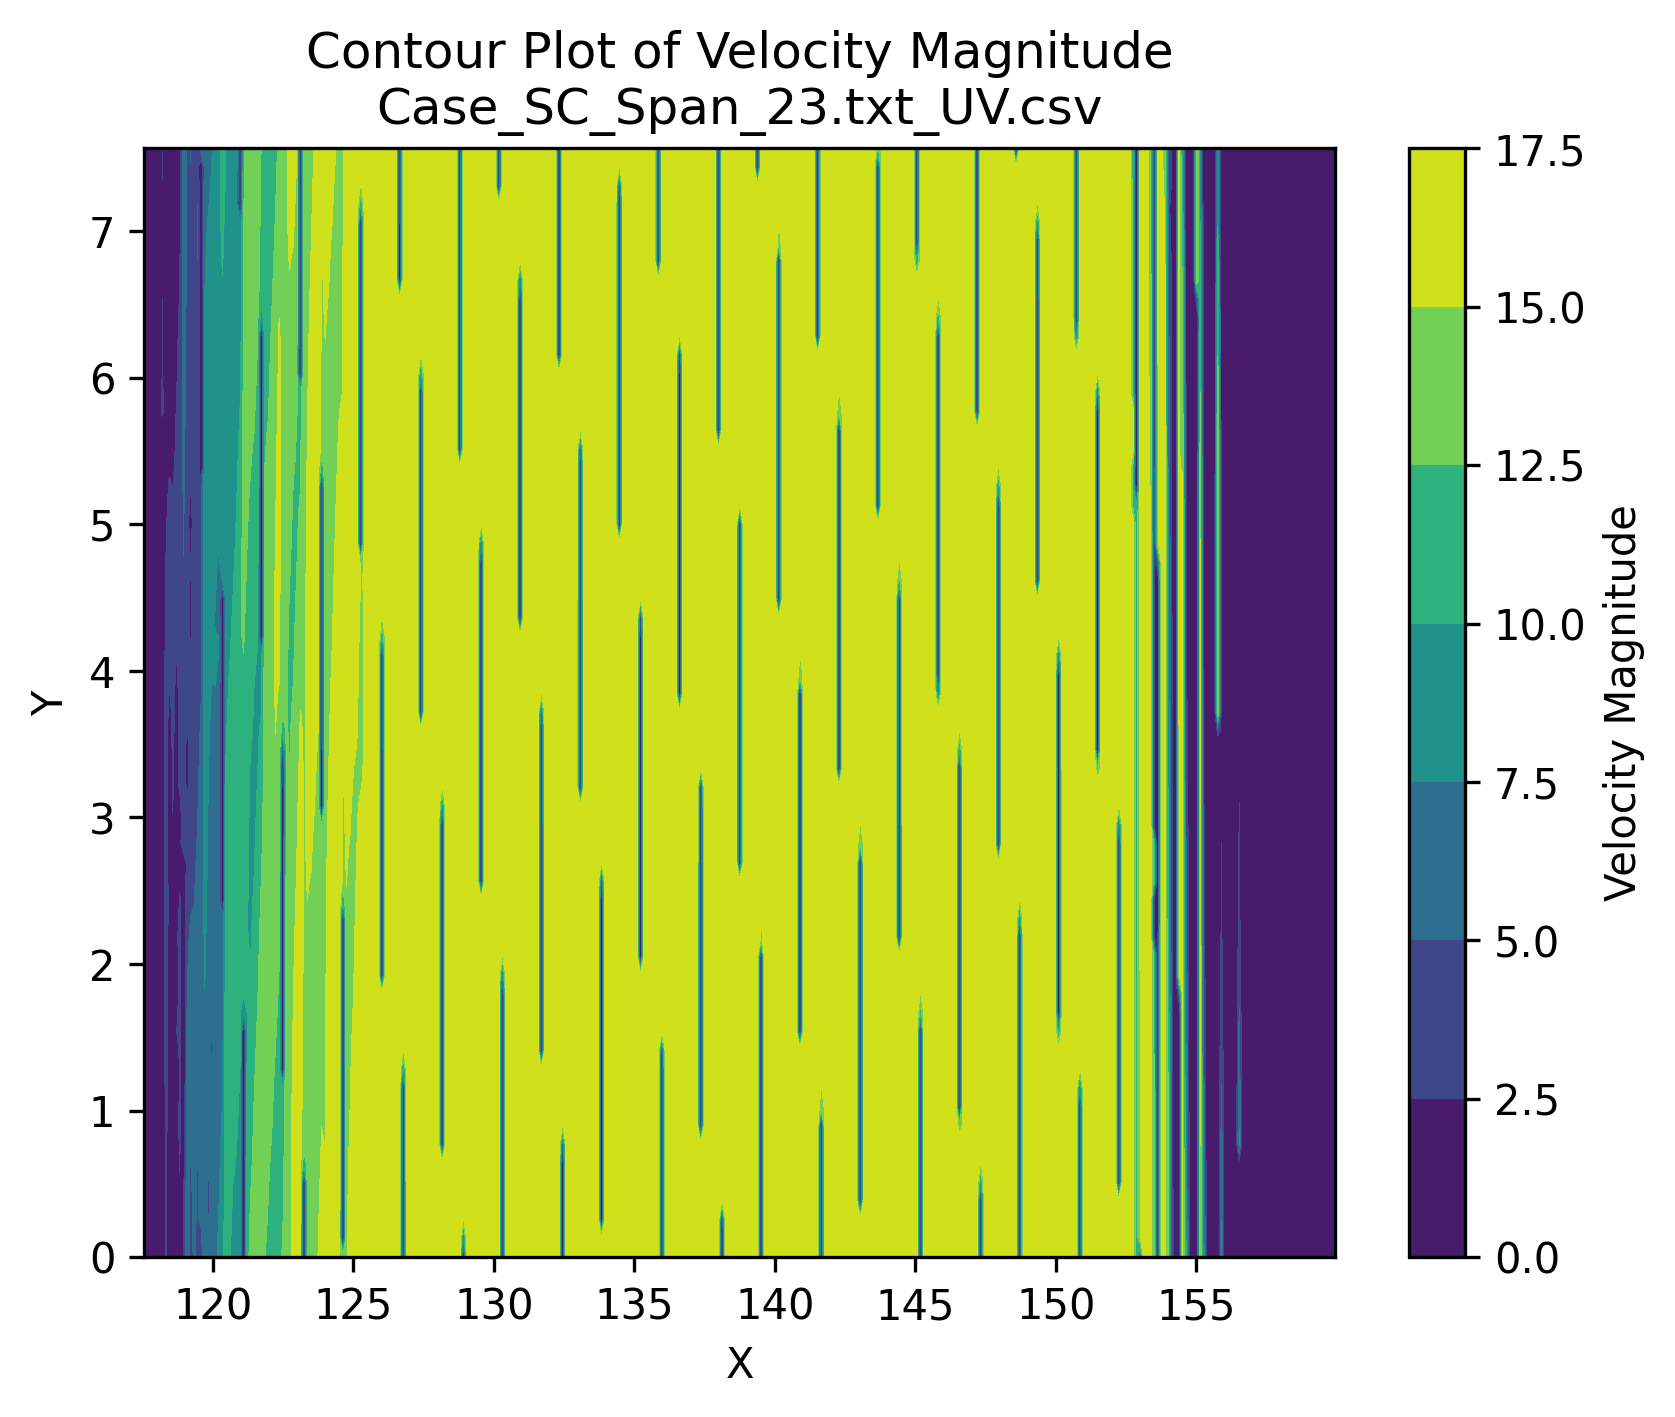 Contour Plot of Velocity Magnitude
Case_SC_Span_23.txt_UV.csv
7
6
5
4
3
2
1
0
Y
120 125 130 135 140 145 150 155
X
17.5
15.0
12.5
10.0
7.5
5.0
2.5
0.0
Velocity Magnitude